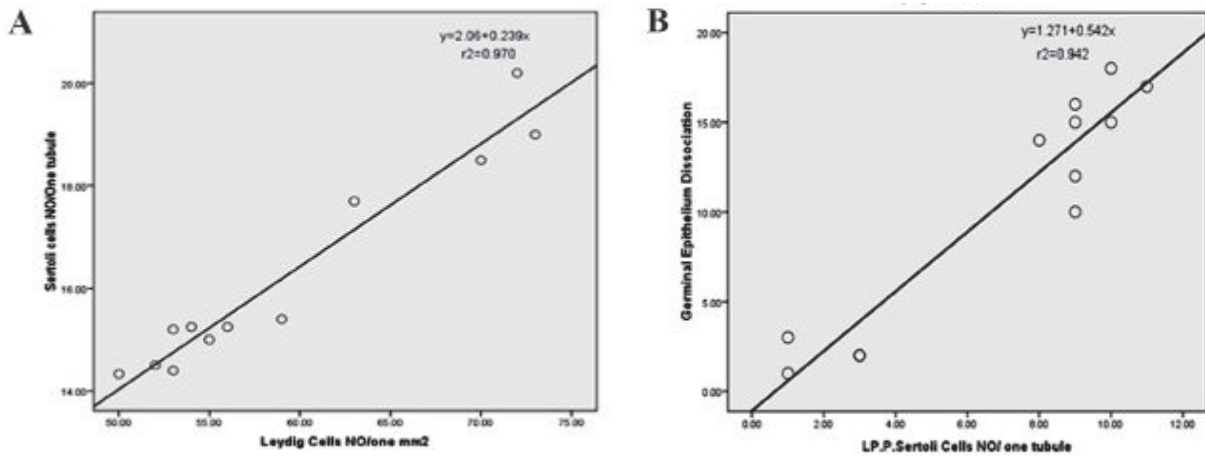 A
y=2.06+0.239x
r2=0.970
Sertoli cells NO/One tubule
20.00
18.00
16.00
14.00
50.00 55.00 60.00 65.00 70.00 75.00
Leydig Cells NO/one mm2
B
y=1.271+0.542x
r2=0.942
Germinal Epithelium Dissociation
20.00
15.00
10.00
5.00
0.00
0.00 2.00 4.00 6.00 8.00 10.00
LP.P.Sertoli Cells NO/ one tubule